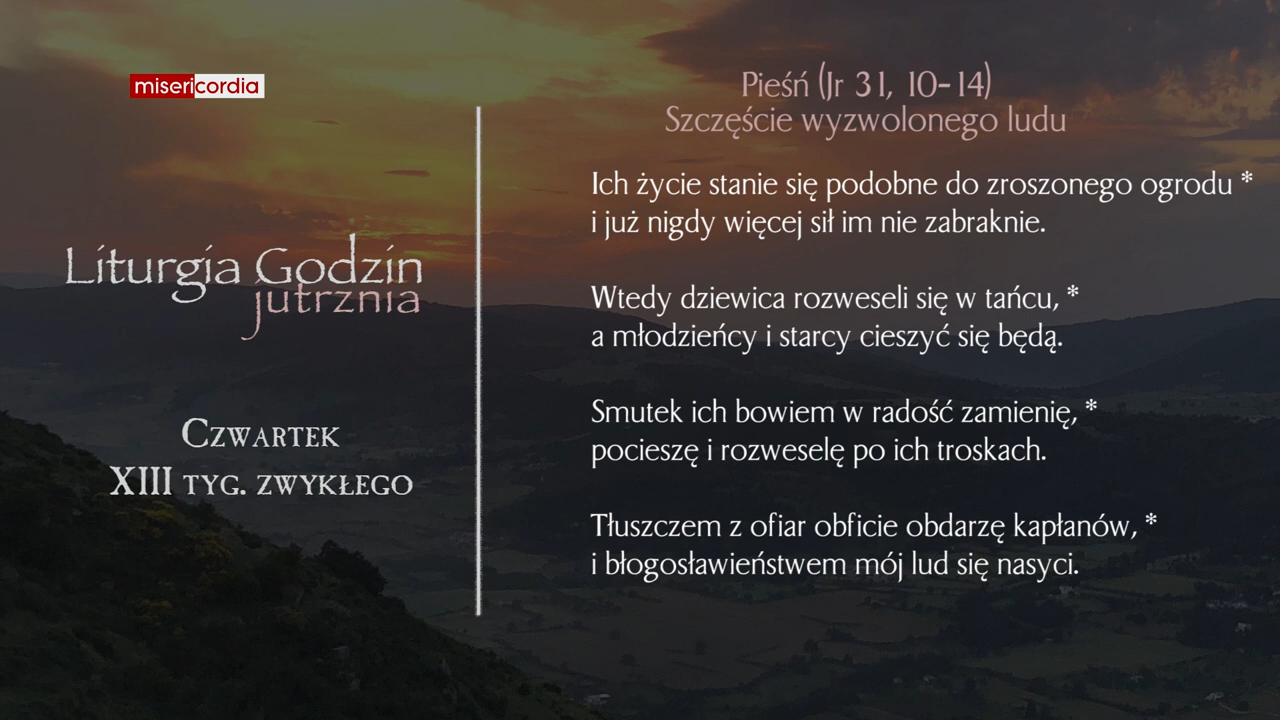 misericordia
Liturgia Godzin
jutrznia
Czwartek
XIII tyg. zwykłego
Pieśń (Jr 31, 10-14)
Szczęście wyzwolonego ludu
Ich życie stanie się podobne do zroszonego ogrodu *
i już nigdy więcej sił im nie zabraknie.
Wtedy dziewica rozweseli się w tańcu, *
a młodzieńcy i starcy cieszyć się będą.
Smutek ich bowiem w radość zamienię, *
pocieszę i rozweselę po ich troskach.
Tłuszczem z ofiar obficie obdarzę kapłanów, *
i błogosławieństwem mój lud się nasyci.